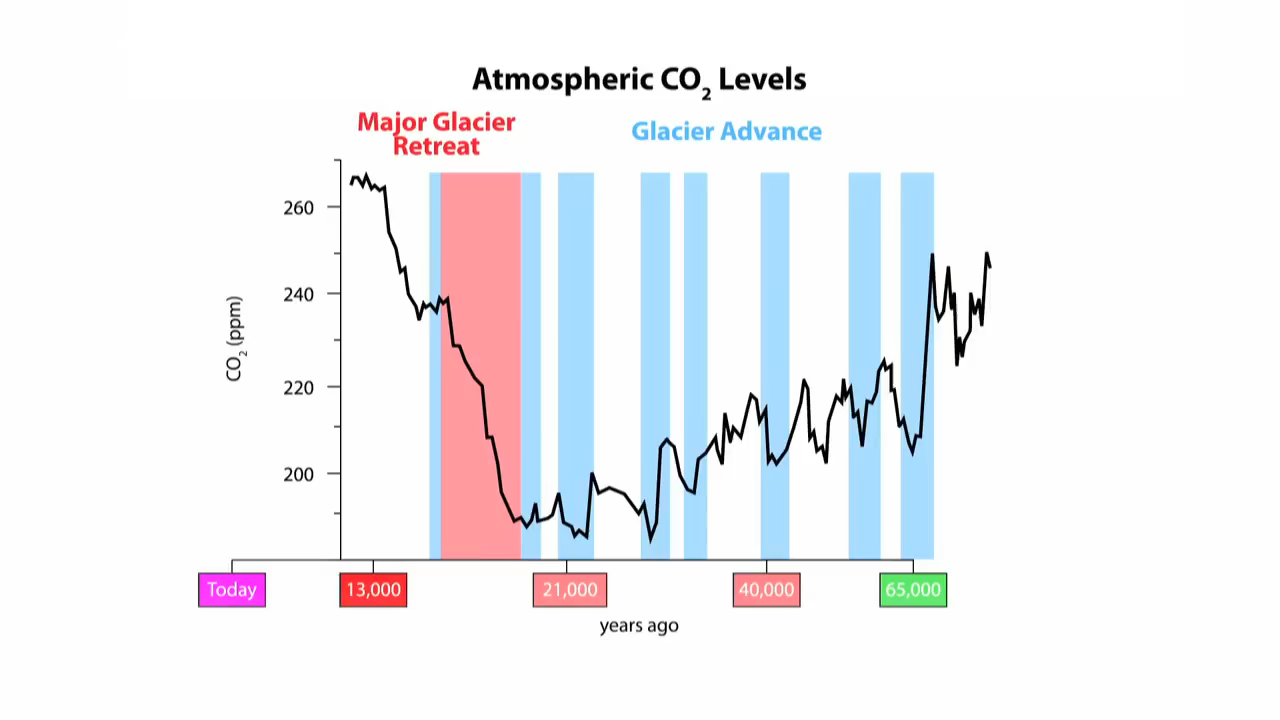 Atmospheric CO₂ Levels
Major Glacier
Retreat
Glacier Advance
260
240
220
200
CO₂ (ppm)
Today
13,000
21,000
40,000
65,000
years ago